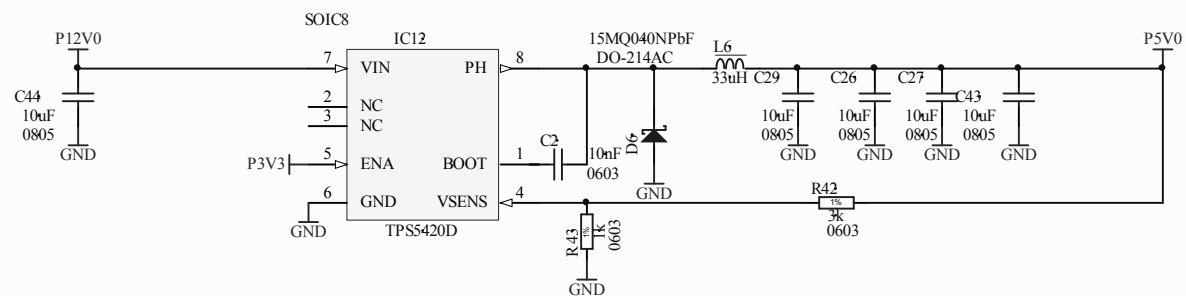 SOIC8
P12V0
IC12
15MQ040NPbF
DO-214AC
L6
33uH
P5V0
7
VIN
PH
8
C44
10uF
0805
GND
2
NC
3
NC
C29
10uF
0805
GND
C26
10uF
0805
GND
C27
10uF
0805
GND
C43
10uF
0805
GND
P3V3
5
ENA
BOOT
1
C2
10nF
0603
D6
GND
6
GND
GND
VSENS
4
TPS5420D
R43
1%
1k
0603
GND
R42
1%
3k
0603